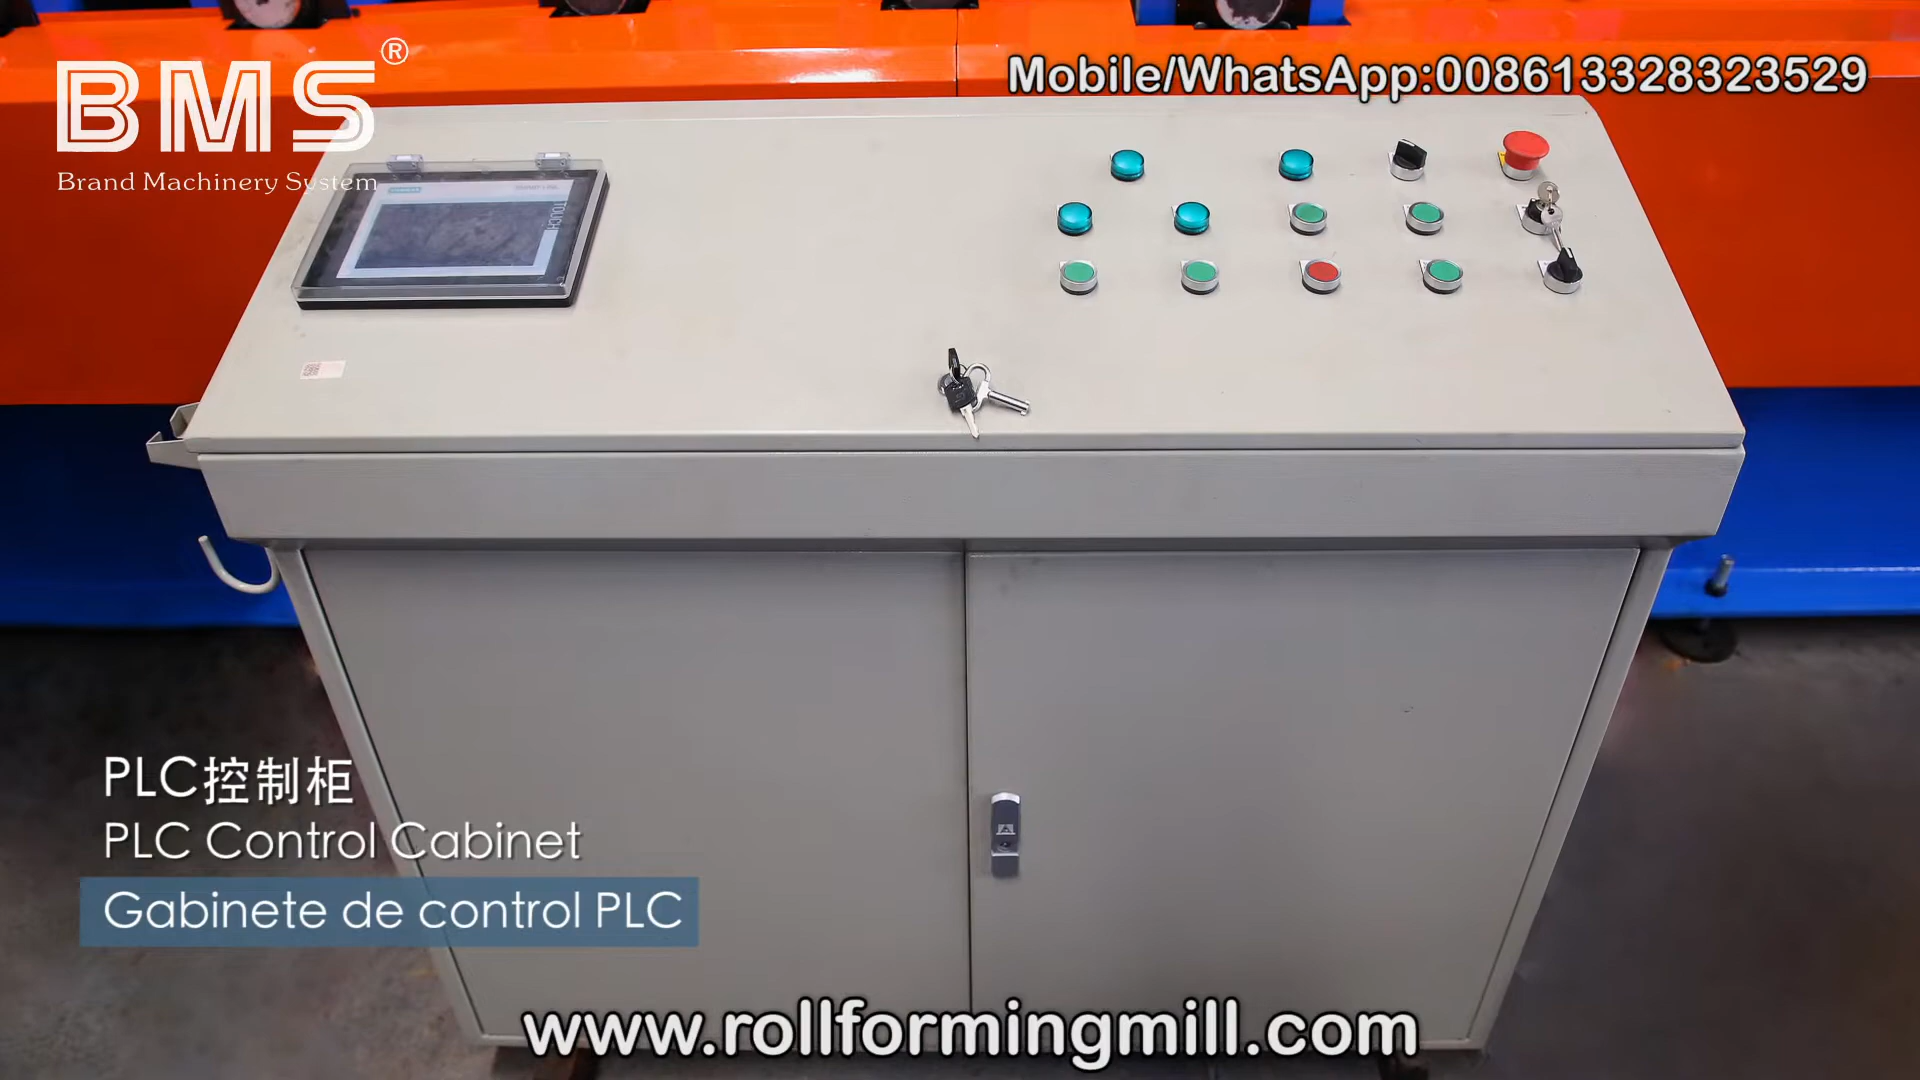 BMS®
Brand Machinery System
Mobile/WhatsApp:008613328323529
SIEMENS
TOUCH
PLC控制柜
PLC Control Cabinet
Gabinete de control PLC
www.rollformingmill.com